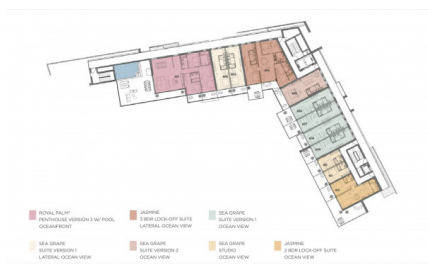 ROYAL PALM*
PENTHOUSE VERSION 3 W/ POOL
OCEANFRONT
JASMINE
3 BDR LOCK-OFF SUITE
LATERAL OCEAN VIEW
SEA GRAPE
SUITE VERSION 1
OCEAN VIEW
SEA GRAPE
SUITE VERSION 1
LATERAL OCEAN VIEW
SEA GRAPE
SUITE VERSION 2
OCEAN VIEW
SEA GRAPE
STUDIO
OCEAN VIEW
JASMINE
2 BDR LOCK-OFF SUITE
OCEAN VIEW